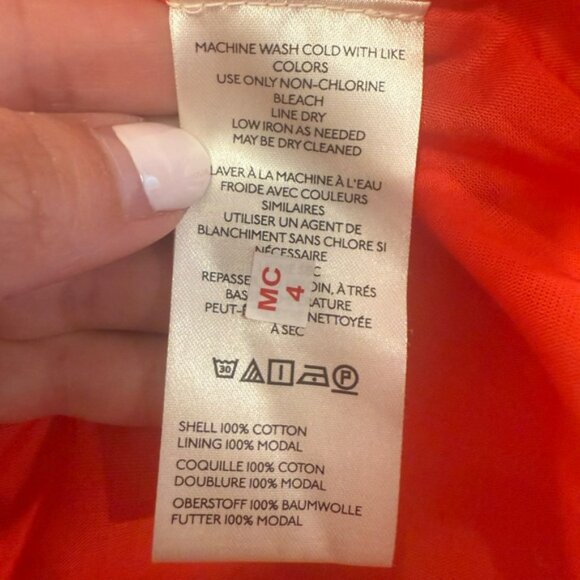 MACHINE WASH COLD WITH LIKE
COLORS
USE ONLY NON-CHLORINE
BLEACH
LINE DRY
LOW IRON AS NEEDED
MAY BE DRY CLEANED
LAVER À LA MACHINE À L'EAU
FROIDE AVEC COULEURS
SIMILAIRES
UTILISER UN AGENT DE
BLANCHIMENT SANS CHLORE SI
NÉCESSAIRE
À TRÉS
MC
4
NETTOYÉE
À SEC
30
P
SHELL 100% COTTON
LINING 100% MODAL
COQUILLE 100% COTON
DOUBLURE 100% MODAL
OBERSTOFF 100% BAUMWOLLE
FUTTER 100% MODAL